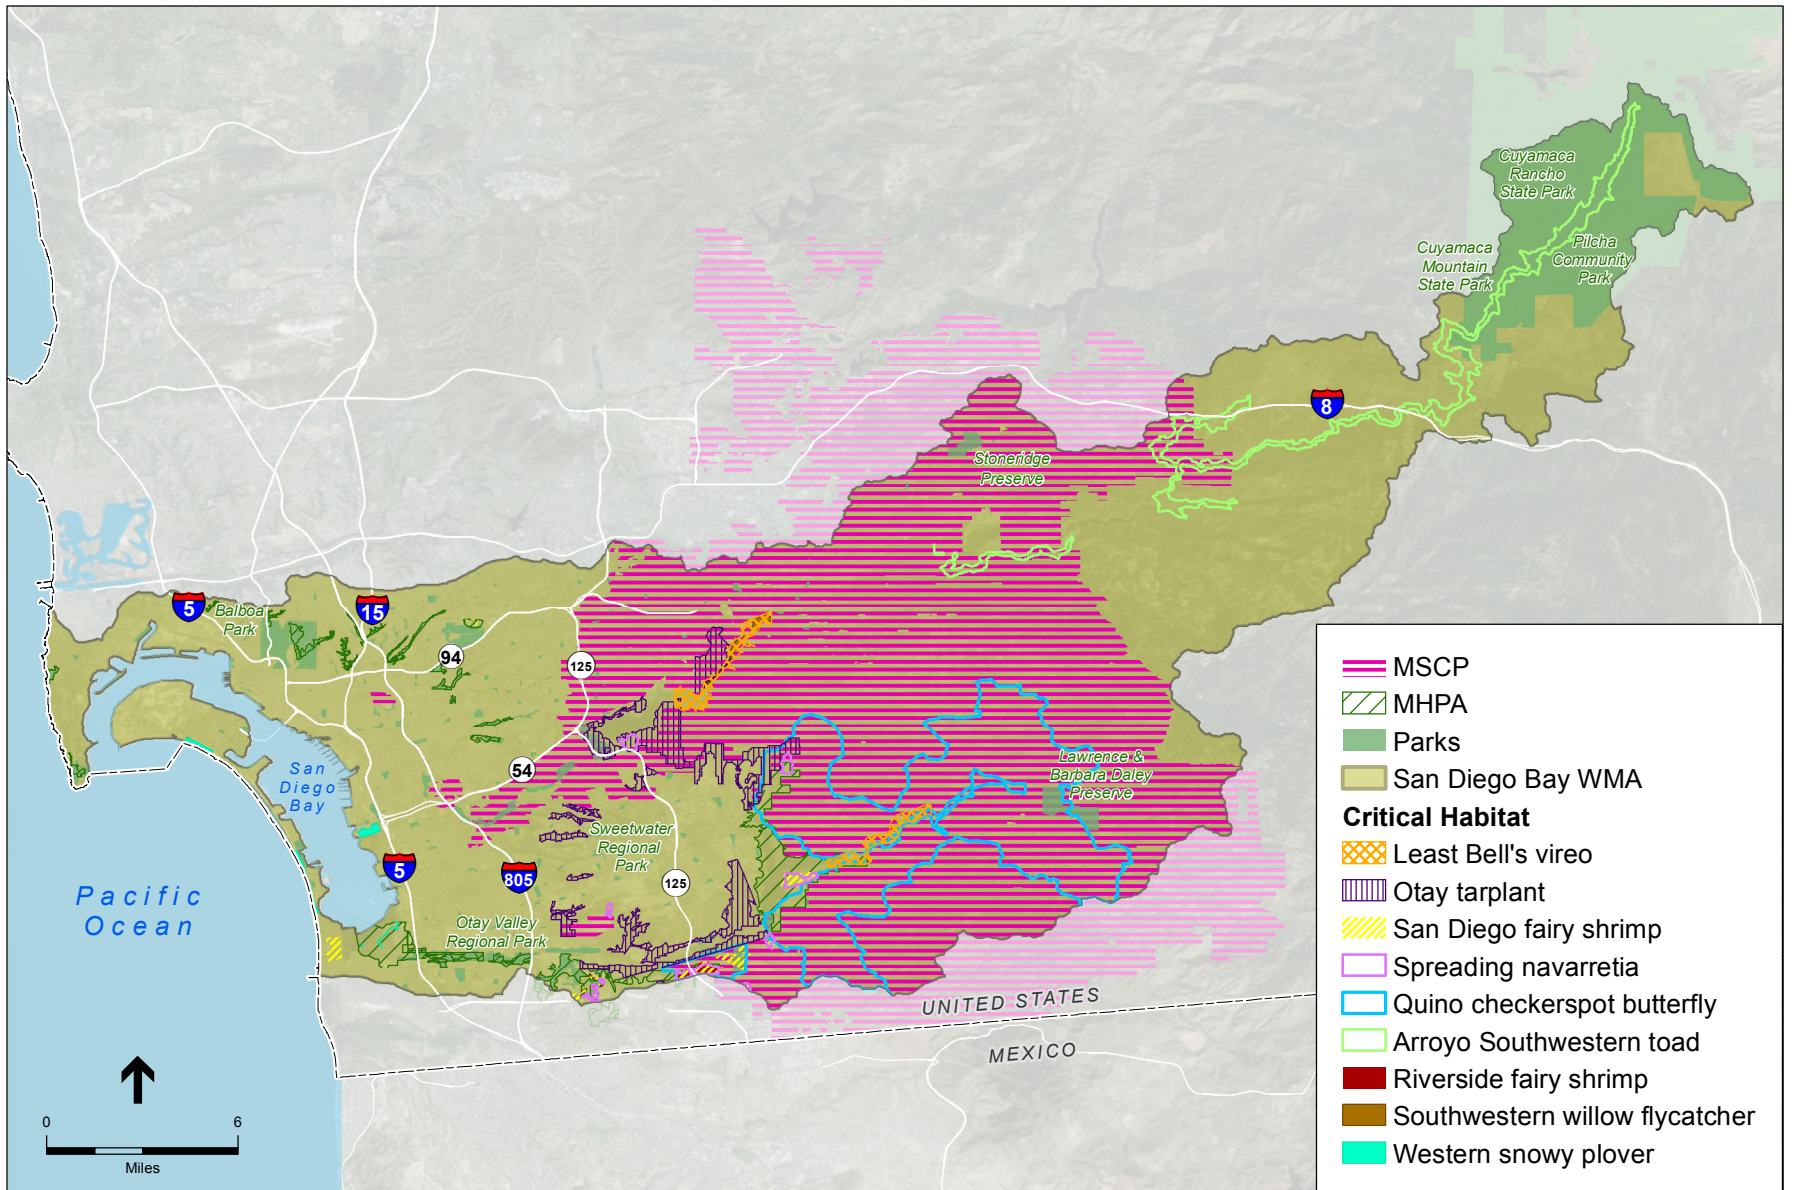 Cuyamaca
Rancho
State Park
Cuyamaca
Mountain
State Park
Pilcha
Community
Park
8
Stoneridge
Preserve
5
Balboa
Park
15
94
125
San
Diego
Bay
54
Lawrence &
Barbara Daley
Preserve
Sweetwater
Regional
Park
5
805
125
Pacific
Ocean
Otay Valley
Regional Park
UNITED STATES
MEXICO
0
6
Miles
MSCP
MHPA
Parks
San Diego Bay WMA
Critical Habitat
Least Bell's vireo
Otay tarplant
San Diego fairy shrimp
Spreading navarretia
Quino checkerspot butterfly
Arroyo Southwestern toad
Riverside fairy shrimp
Southwestern willow flycatcher
Western snowy plover